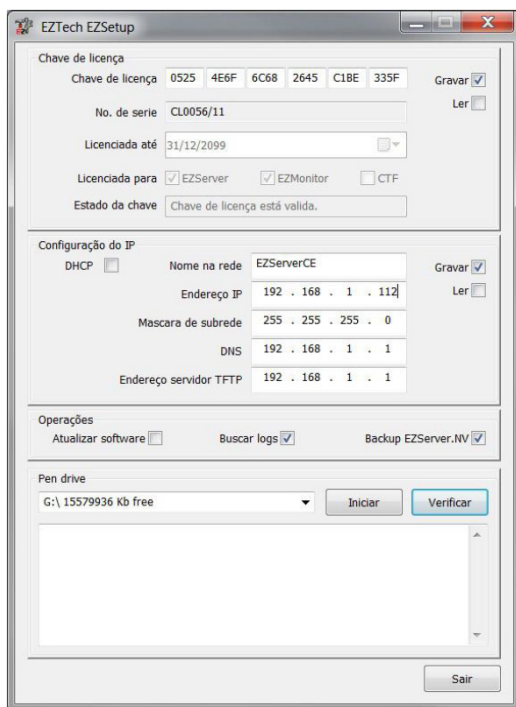 EZTech EZSetup
Chave de licença
Chave de licença 0525 4E6F 6C68 2645 C1BE 335F Gravar
Ler
No. de serie CL0056/11
Licenciada até 31/12/2099
Licenciada para EZServer EZMonitor CTF
Estado da chave Chave de licença está valida.
Configuração do IP
DHCP Nome na rede EZServerCE Gravar
Endereço IP 192 . 168 . 1 . 112 Ler
Mascara de subrede 255 . 255 . 255 . 0
DNS 192 . 168 . 1 . 1
Endereço servidor TFTP 192 . 168 . 1 . 1
Operações
Atualizar software Buscar logs Backup EZServer.NV
Pen drive
G:\ 15579936 Kb free Iniciar Verificar
Sair